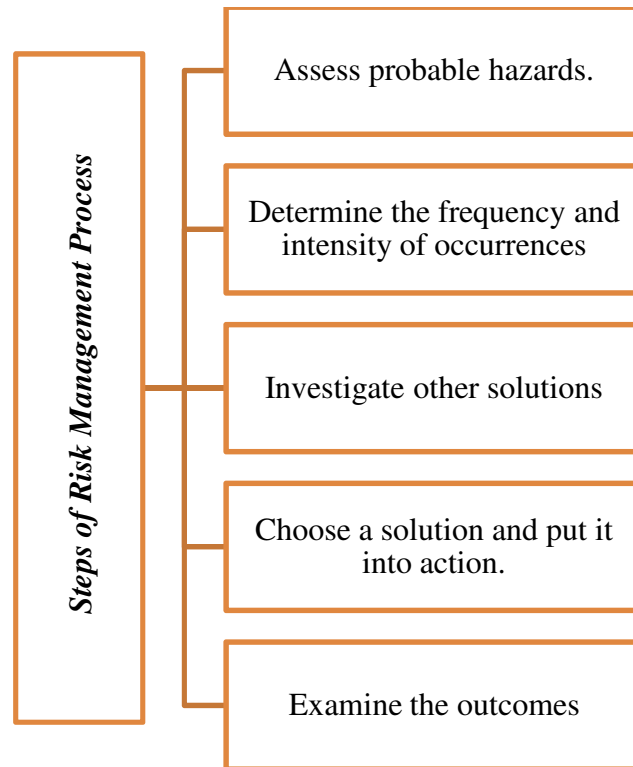 Steps of Risk Management Process
Assess probable hazards.
Determine the frequency and
intensity of occurrences
Investigate other solutions
Choose a solution and put it
into action.
Examine the outcomes